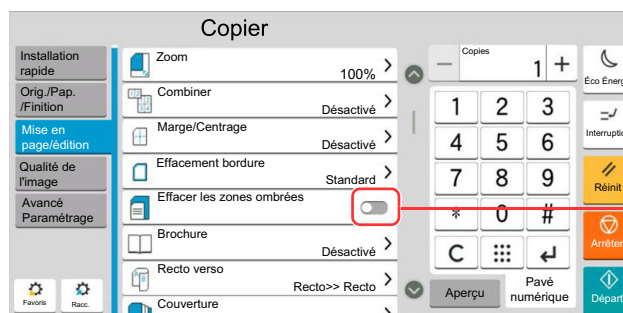 Copier
Installation
rapide
Orig./Pap.
/Finition
Mise en
page/édition
Qualité de
l'image
Avancé
Paramétrage
Favoris
Racc.
Zoom
100%
Combiner
Désactivé
Marge/Centrage
Désactivé
Effacement bordure
Standard
Effacer les zones ombrées
Brochure
Désactivé
Recto verso
Recto>> Recto
Couverture
Copies
− 1 +
1 2 3
4 5 6
7 8 9
* 0 #
C
Aperçu
Pavé
numérique
Éco Énerg
Interruptio
Réinit
Arrêter
Départ